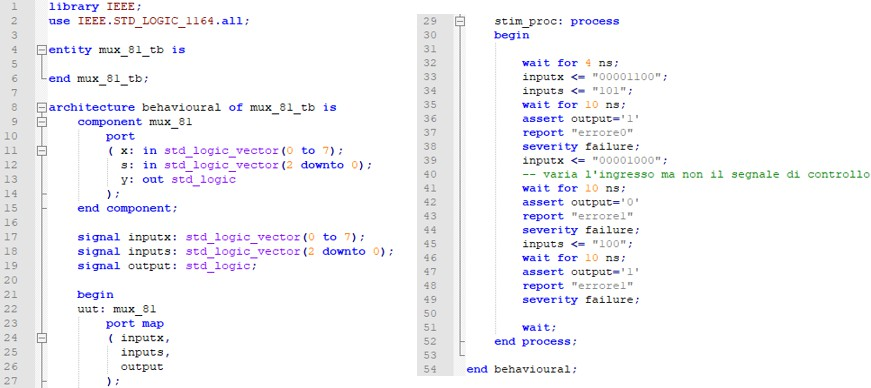 1 library IEEE;
2 use IEEE.STD_LOGIC_1164.all;
3
4 entity mux_81_tb is
5
6 end mux_81_tb;
7
8 architecture behavioural of mux_81_tb is
9 component mux_81
10 port
11 ( x: in std_logic_vector(0 to 7);
12 s: in std_logic_vector(2 downto 0);
13 y: out std_logic
14 );
15 end component;
16
17 signal inputx: std_logic_vector(0 to 7);
18 signal inputs: std_logic_vector(2 downto 0);
19 signal output: std_logic;
20
21 begin
22 uut: mux_81
23 port map
24 ( inputx,
25 inputs,
26 output
27 );
29 stim_proc: process
30 begin
31
32 wait for 4 ns;
33 inputx <= "00001100";
34 inputs <= "101";
35 wait for 10 ns;
36 assert output='1'
37 report "errore0"
38 severity failure;
39 inputx <= "00001000";
40 -- varia l'ingresso ma non il segnale di controllo
41 wait for 10 ns;
42 assert output='0'
43 report "errore1"
44 severity failure;
45 inputs <= "100";
46 wait for 10 ns;
47 assert output='1'
48 report "errore1"
49 severity failure;
50
51 wait;
52 end process;
53
54 end behavioural;